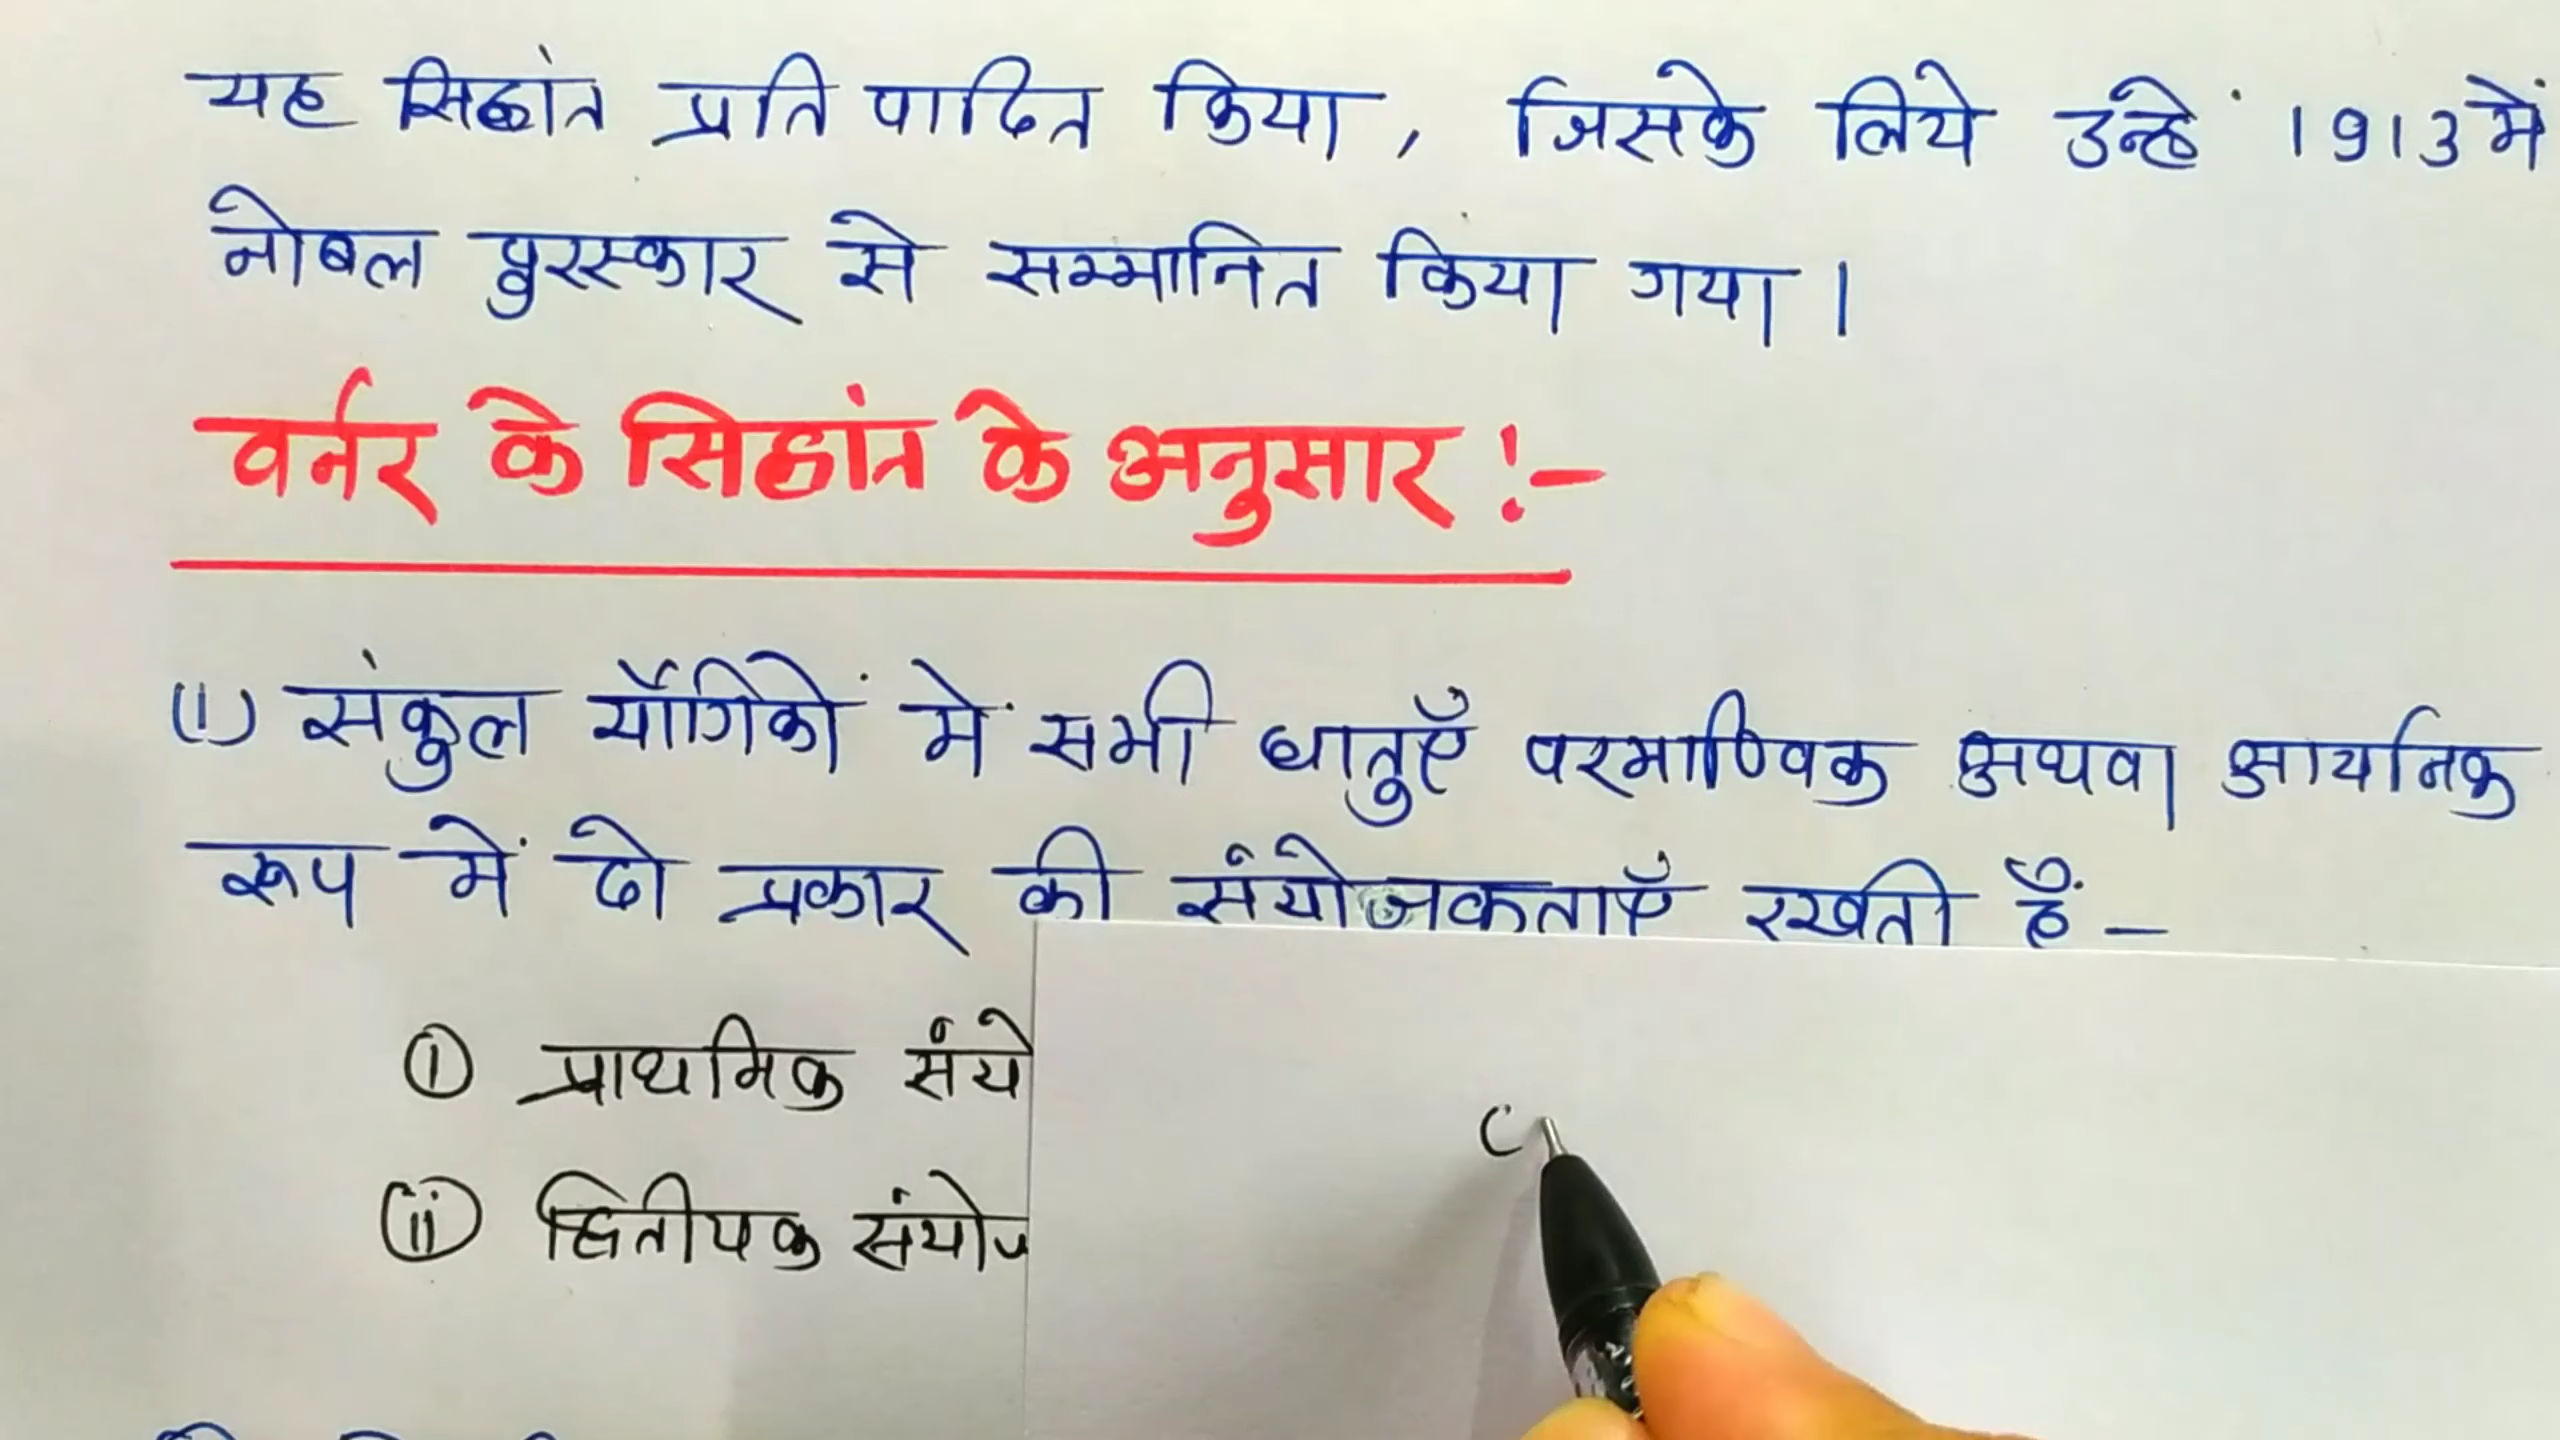 यह सिद्धांत प्रति पादित किया, जिसके लिये उन्हें 1913 में
नोबल पुरस्कार से सम्मानित किया गया।
वर्नर के सिद्धांत के अनुसार :-
(1) संकुल यौगिकों में सभी धातुएँ परमाण्विक अथवा आयनिक
रूप में दो प्रकार की संयोजकताएँ रखती हैं -
(i) प्राथमिक संये
(ii) द्वितीयक संयोज
C